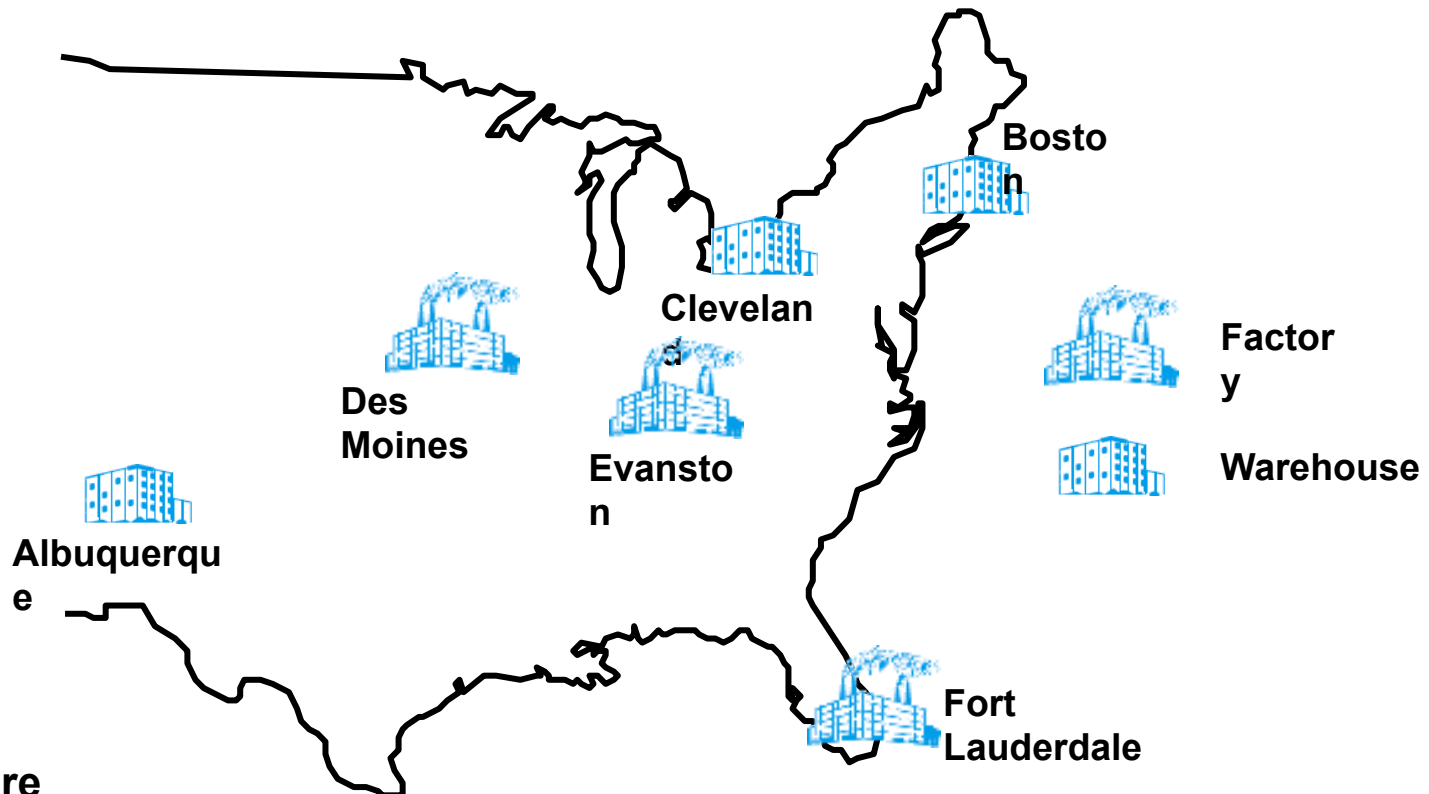 Bosto
n
Clevelan
d
Factor
y
Des
Moines
Evansto
n
Warehouse
Albuquerqu
e
Fort
Lauderdale
re